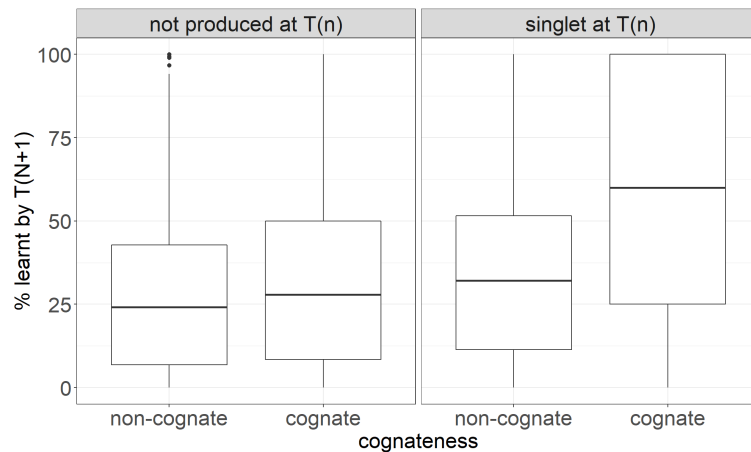 not produced at T(n)
singlet at T(n)
% learnt by T(N+1)
100
75
50
25
0
non-cognate
cognate
non-cognate
cognate
cognateness